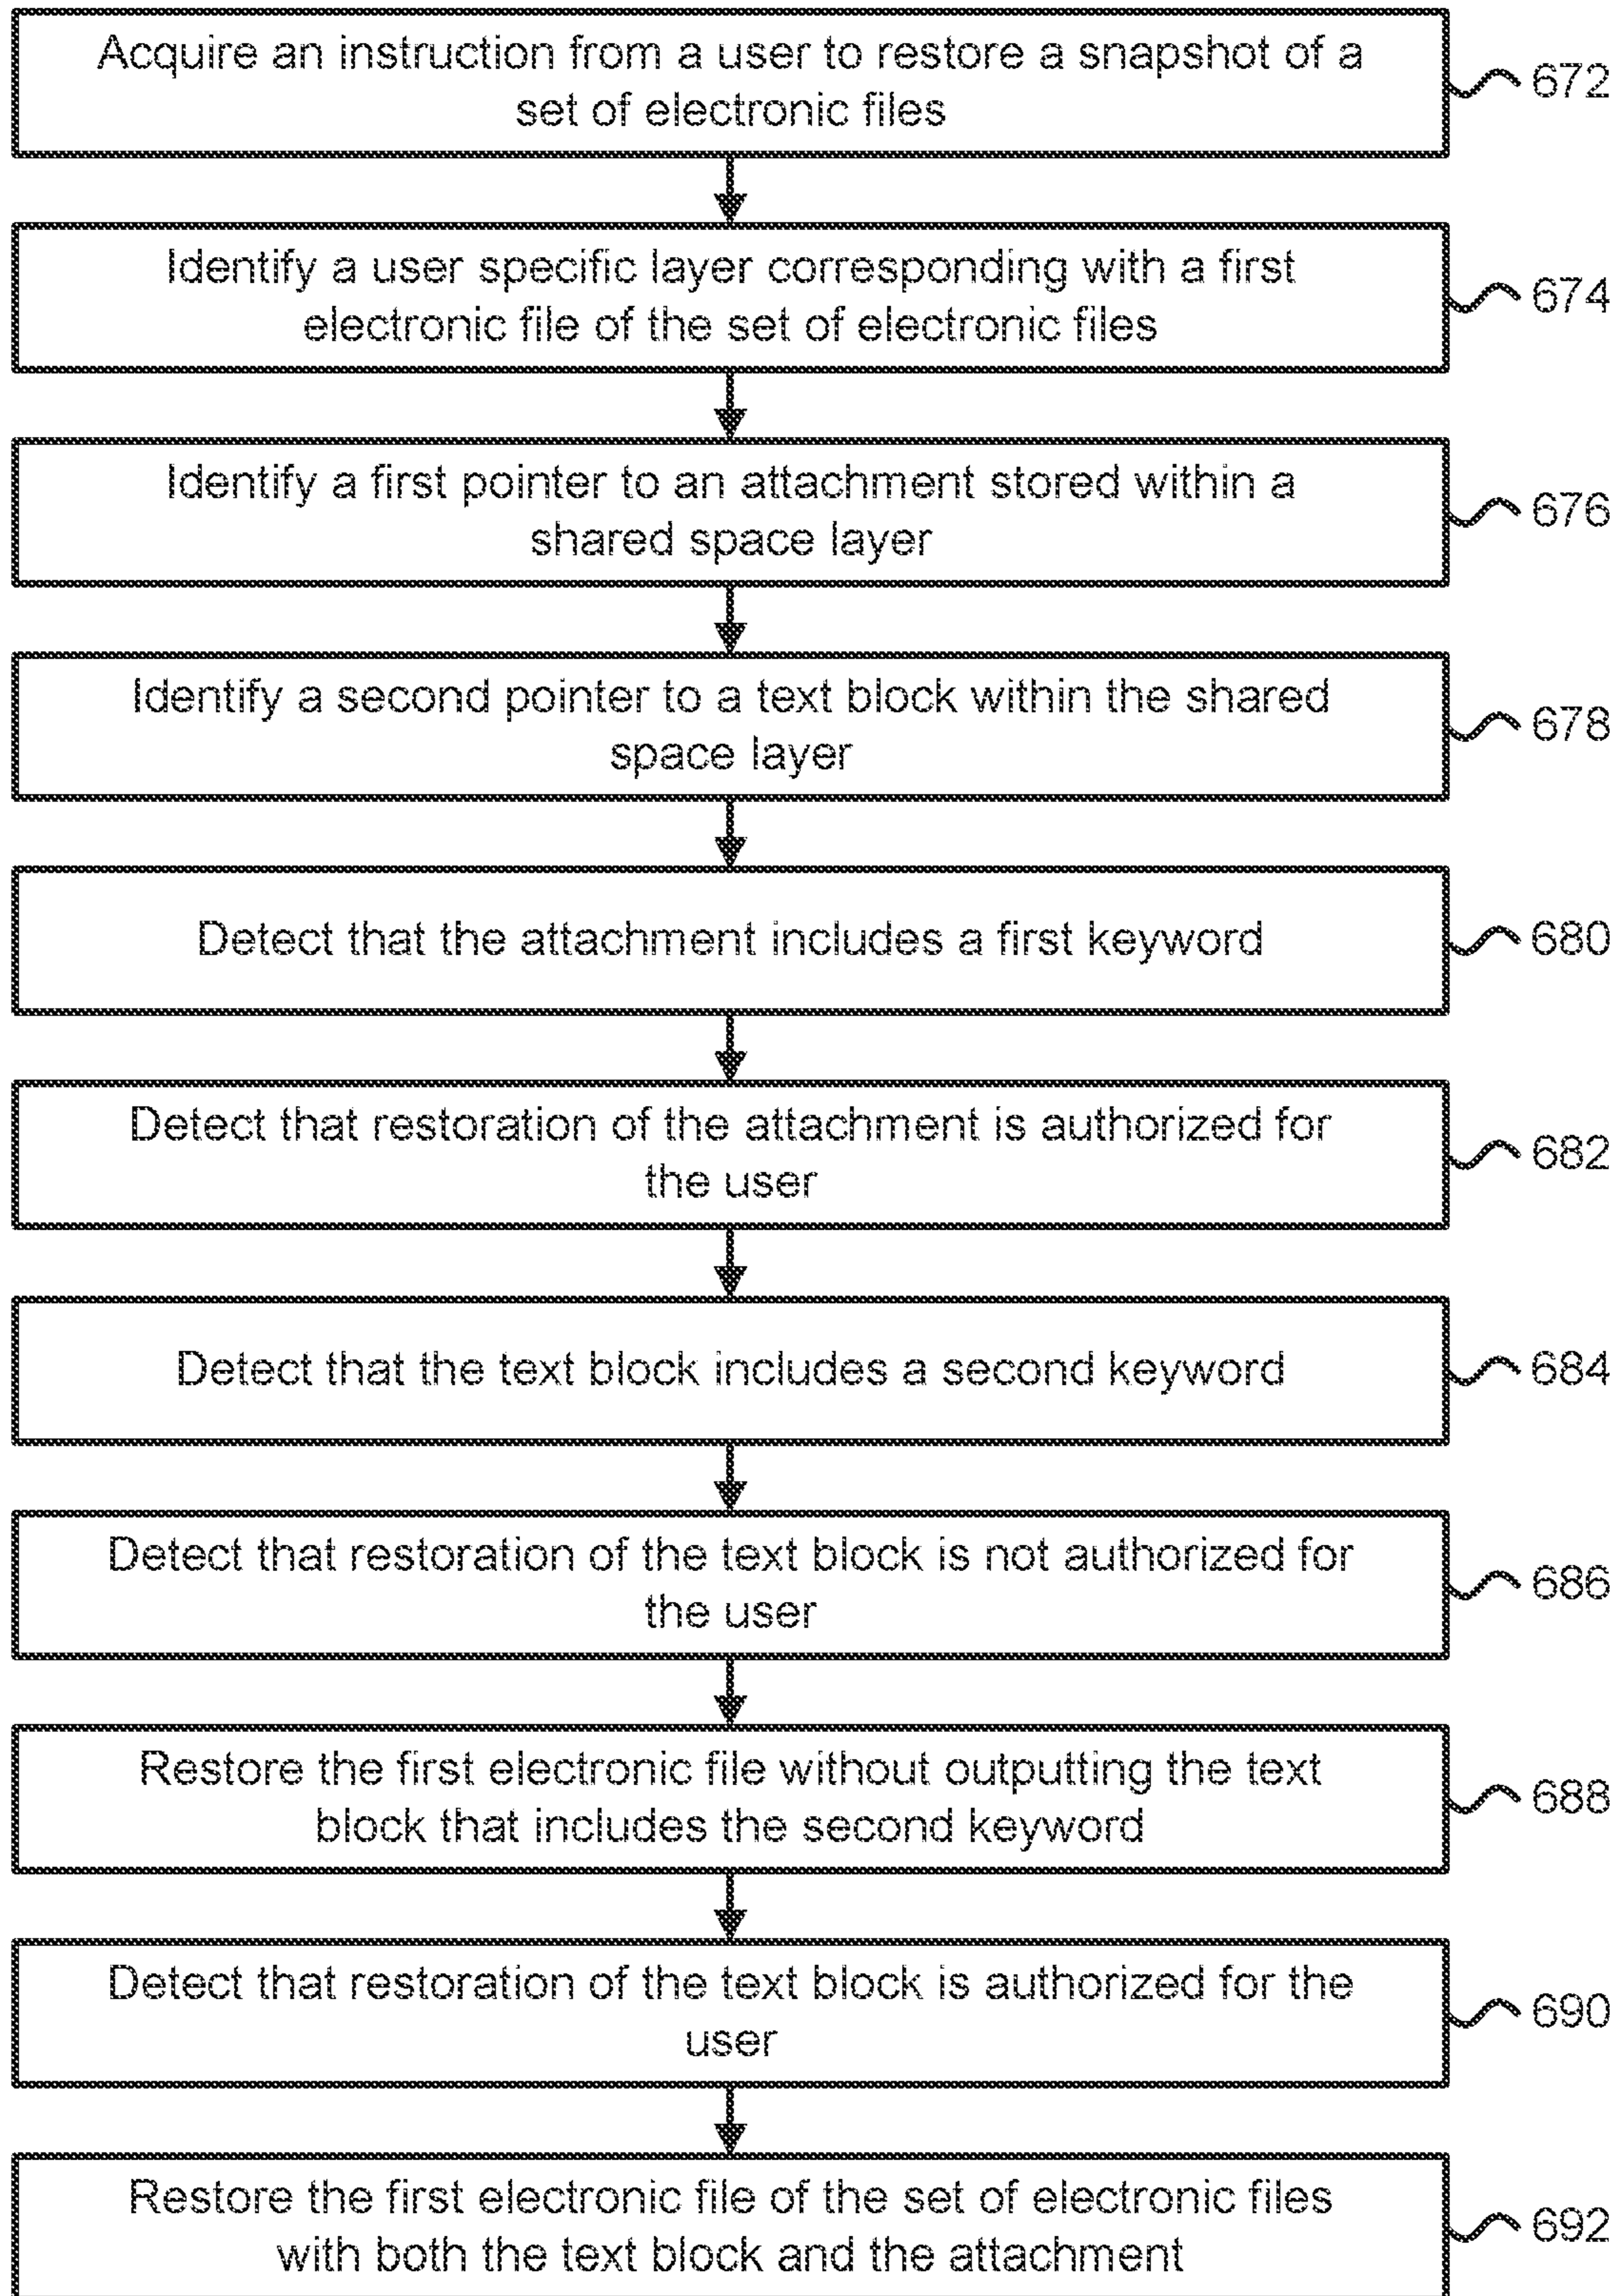 Acquire an instruction from a user to restore a snapshot of a
set of electronic files
672
Identify a user specific layer corresponding with a first
electronic file of the set of electronic files
674
Identify a first pointer to an attachment stored within a
shared space layer
676
Identify a second pointer to a text block within the shared
space layer
678
Detect that the attachment includes a first keyword
680
Detect that restoration of the attachment is authorized for
the user
682
Detect that the text block includes a second keyword
684
Detect that restoration of the text block is not authorized for
the user
686
Restore the first electronic file without outputting the text
block that includes the second keyword
688
Detect that restoration of the text block is authorized for the
user
690
Restore the first electronic file of the set of electronic files
with both the text block and the attachment
692